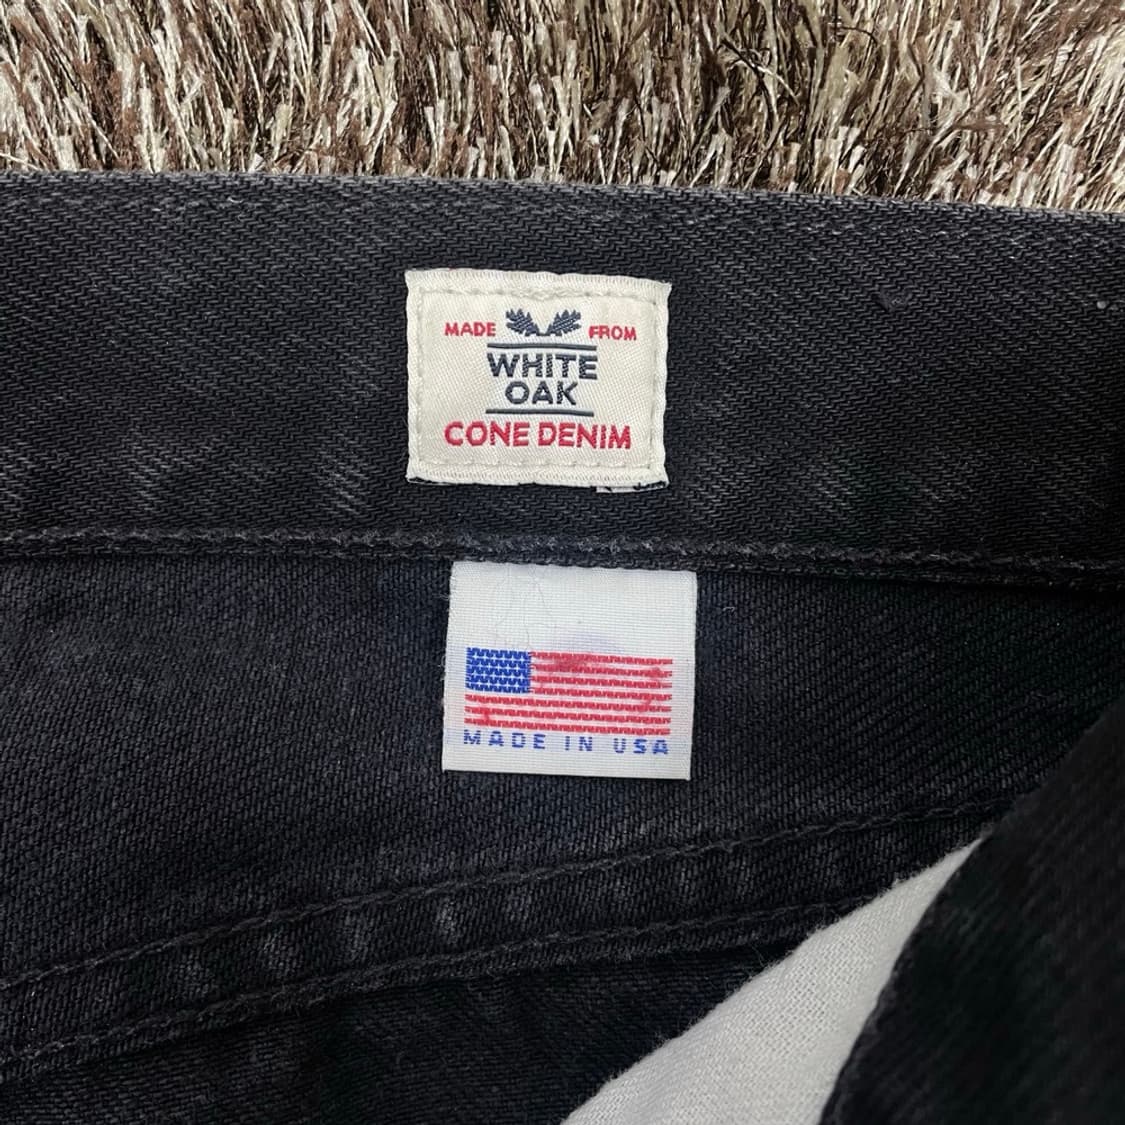 MADE FROM
WHITE
OAK
CONE DENIM
MADE IN USA